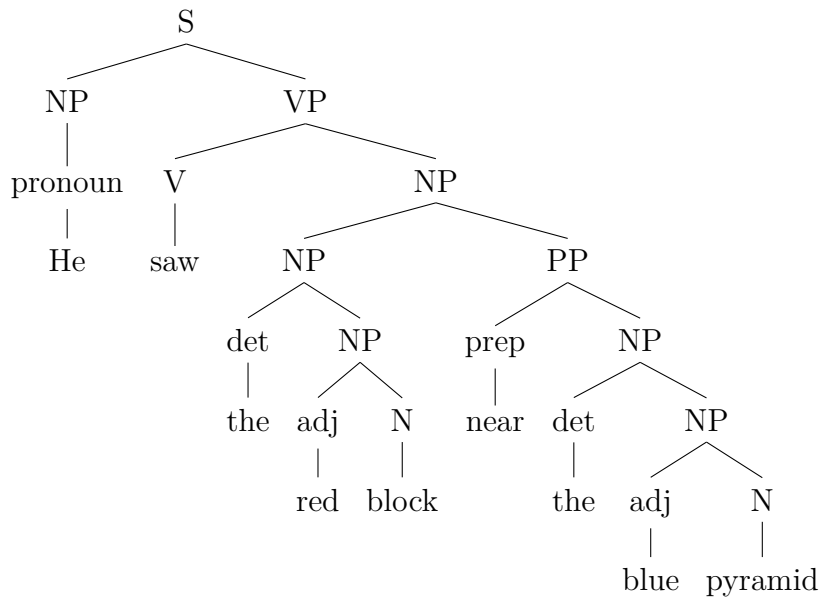 S
NP VP
pronoun V NP
He saw NP PP
det NP prep NP
the adj N near det NP
red block the adj N
blue pyramid